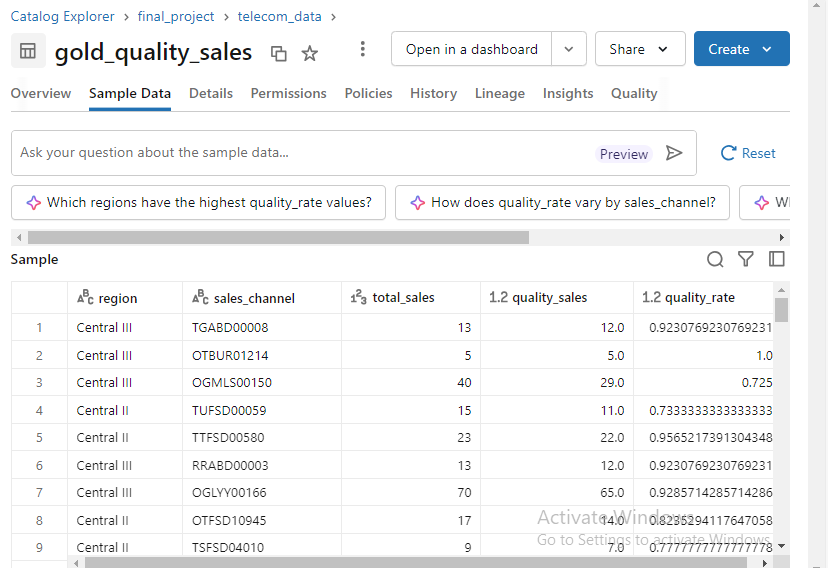 Catalog Explorer > final_project > telecom_data >
gold_quality_sales
Open in a dashboard
Share
Create
Overview Sample Data Details Permissions Policies History Lineage Insights Quality
Ask your question about the sample data...
Preview
Reset
Which regions have the highest quality_rate values?
How does quality_rate vary by sales_channel?
Sample
region sales_channel total_sales 1.2 quality_sales 1.2 quality_rate
1 Central III TGABD00008 13 12.0 0.9230769230769231
2 Central III OTBUR01214 5 5.0 1.0
3 Central III OGMLS00150 40 29.0 0.725
4 Central II TUFSD00059 15 11.0 0.7333333333333333
5 Central II TTFSD00580 23 22.0 0.9565217391304348
6 Central III RRABD00003 13 12.0 0.9230769230769231
7 Central III OGLYY00166 70 65.0 0.9285714285714286
8 Central II OTFSD10945 17 14.0 0.8235294117647058
9 Central II TSFSD04010 9 7.0 0.7777777777777778
Activate Windows
Go to Settings to activate Windows.